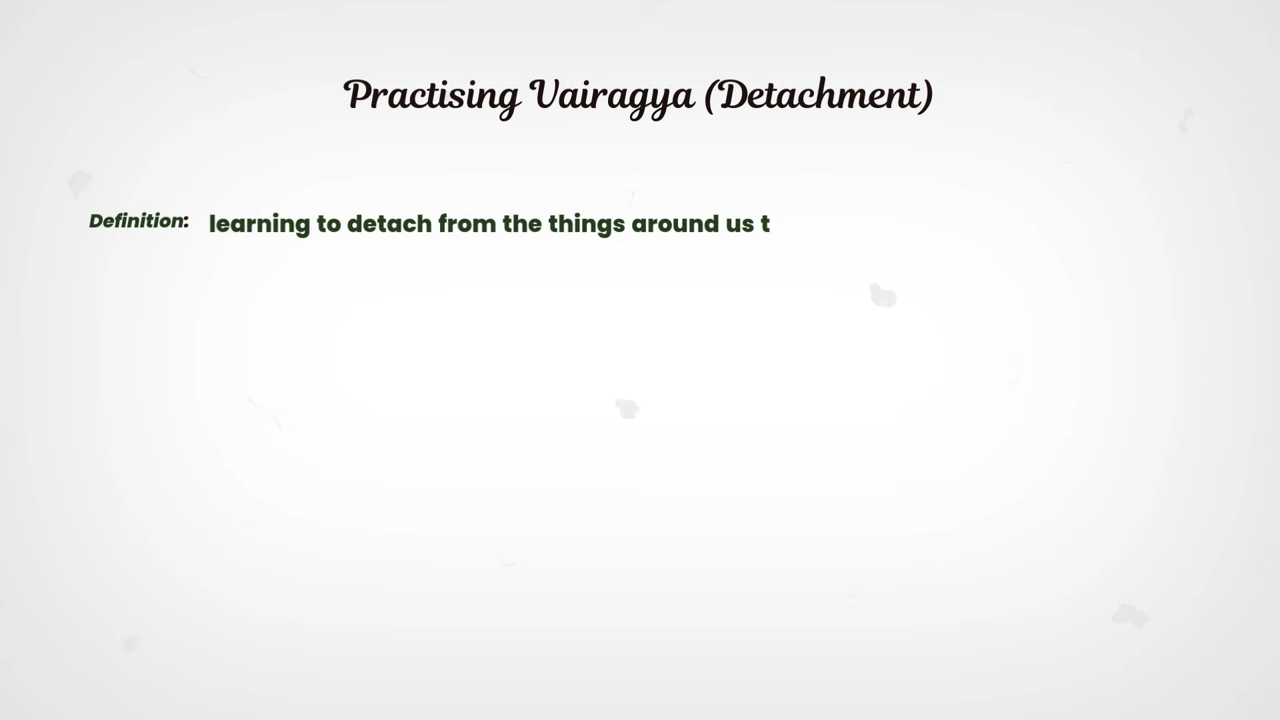 Practising Vairagya (Detachment)
Definition: learning to detach from the things around us t